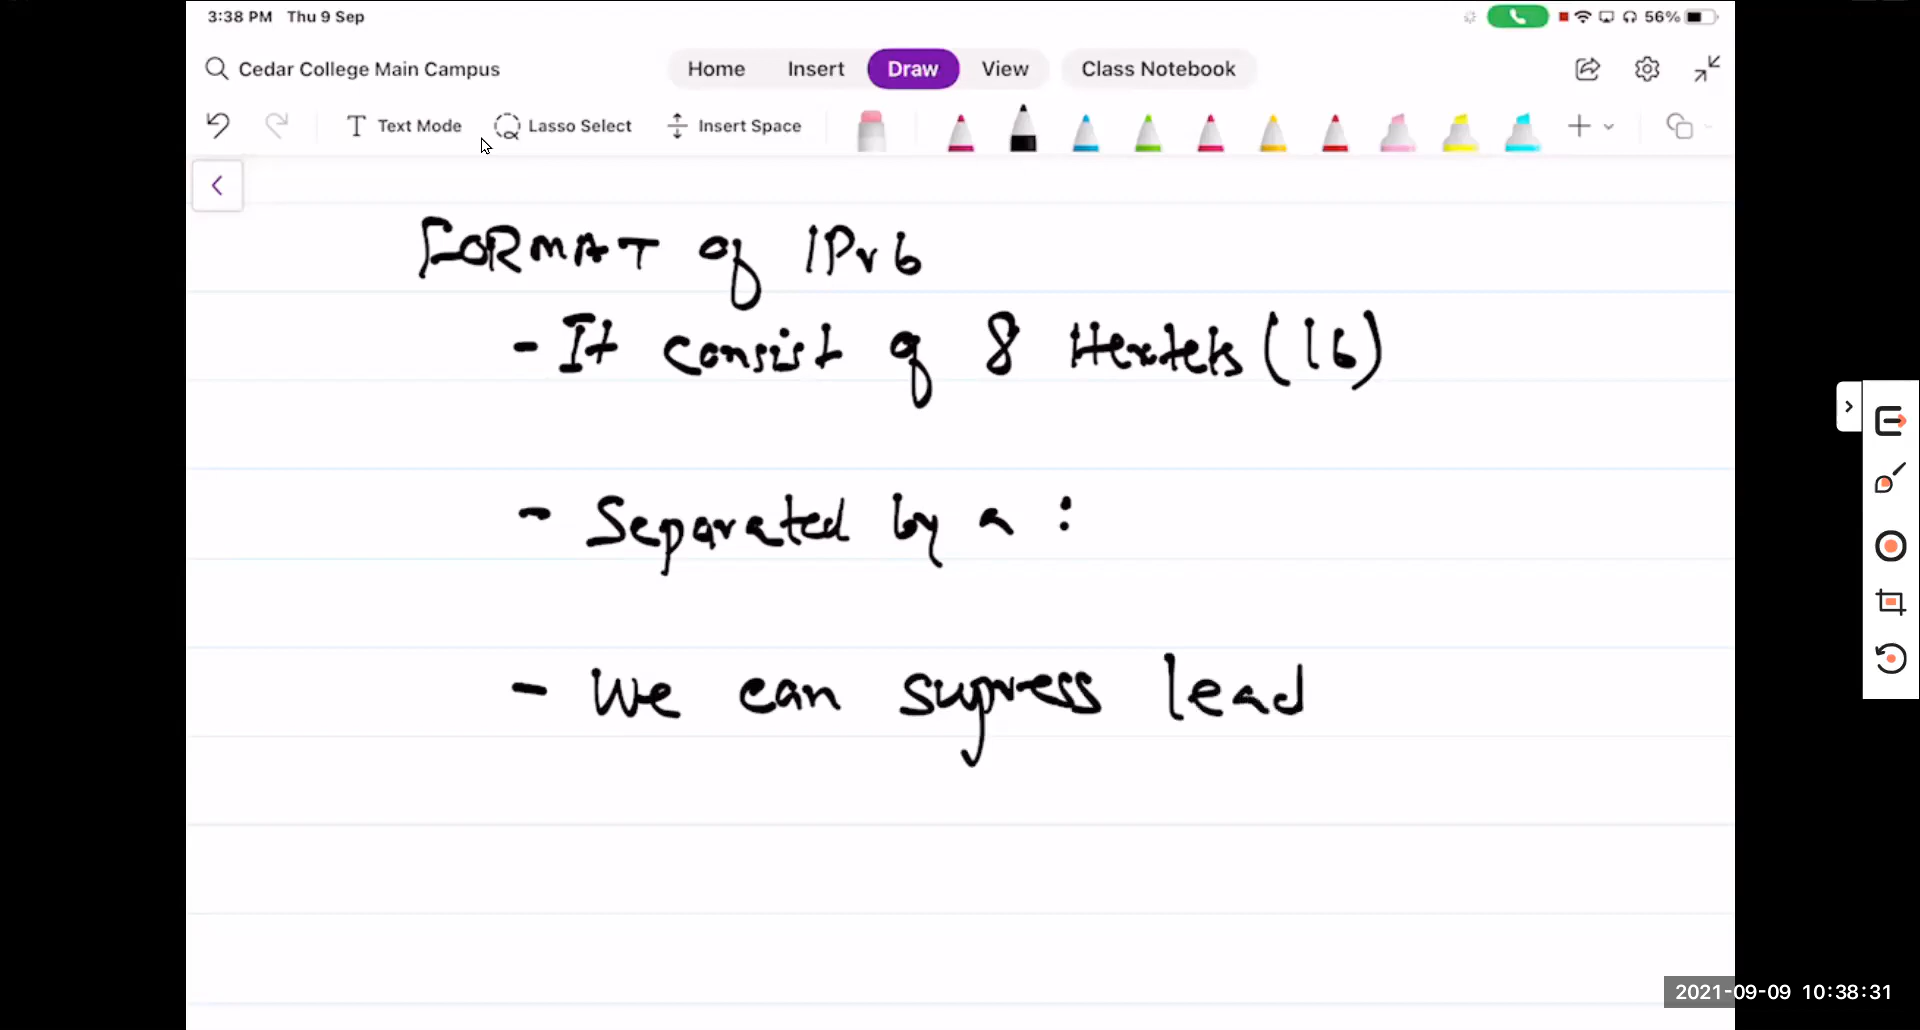 3:38 PM Thu 9 Sep
56%
Cedar College Main Campus
Home Insert Draw View Class Notebook
Text Mode Lasso Select Insert Space
FORMAT of IPv6
- It consist of 8 Hextets (16)
- Separated by a :
- We can supress lead
2021-09-09 10:38:31